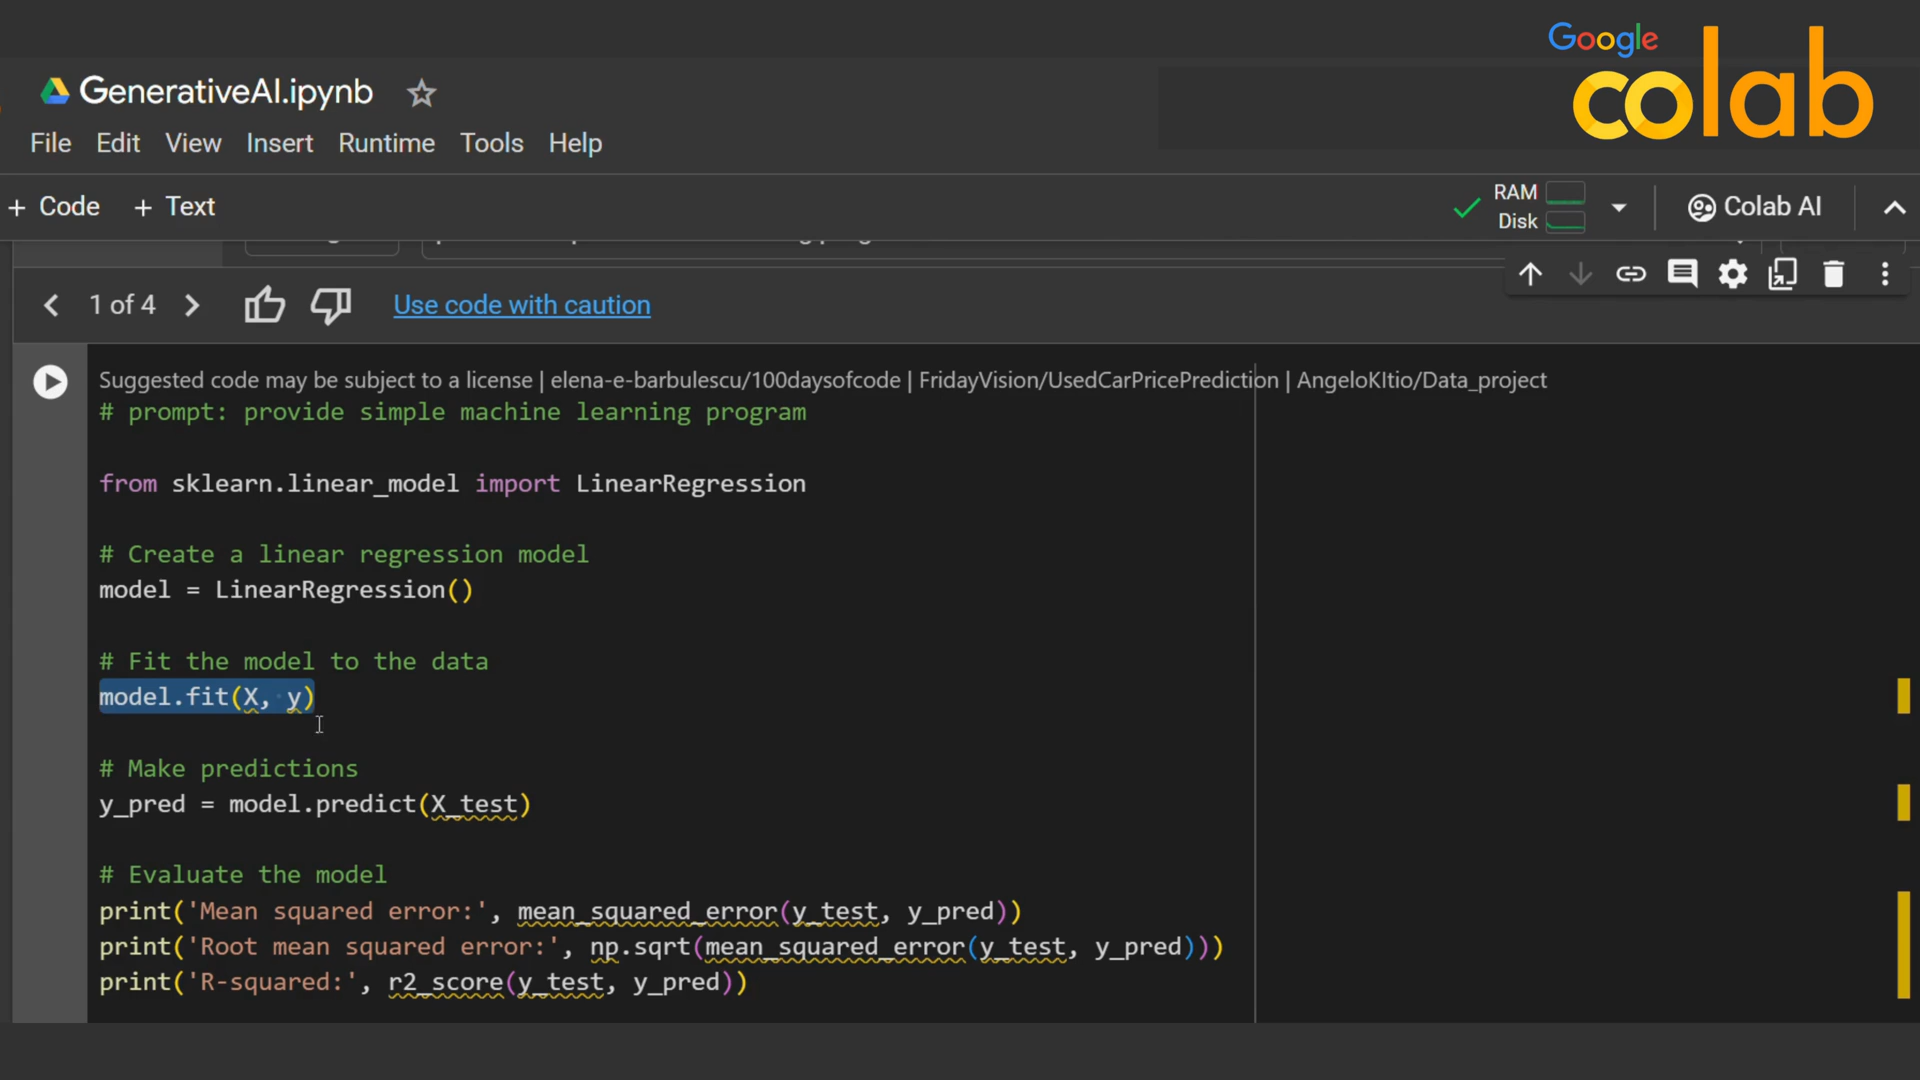 Google
colab
GenerativeAI.ipynb
File Edit View Insert Runtime Tools Help
+ Code + Text
RAM
Disk
Colab AI
1 of 4
Use code with caution
Suggested code may be subject to a license | elena-e-barbulescu/100daysofcode | FridayVision/UsedCarPricePrediction | AngeloKItio/Data_project
# prompt: provide simple machine learning program
from sklearn.linear_model import LinearRegression
# Create a linear regression model
model = LinearRegression()
# Fit the model to the data
model.fit(X, y)
# Make predictions
y_pred = model.predict(X_test)
# Evaluate the model
print('Mean squared error:', mean_squared_error(y_test, y_pred))
print('Root mean squared error:', np.sqrt(mean_squared_error(y_test, y_pred)))
print('R-squared:', r2_score(y_test, y_pred))